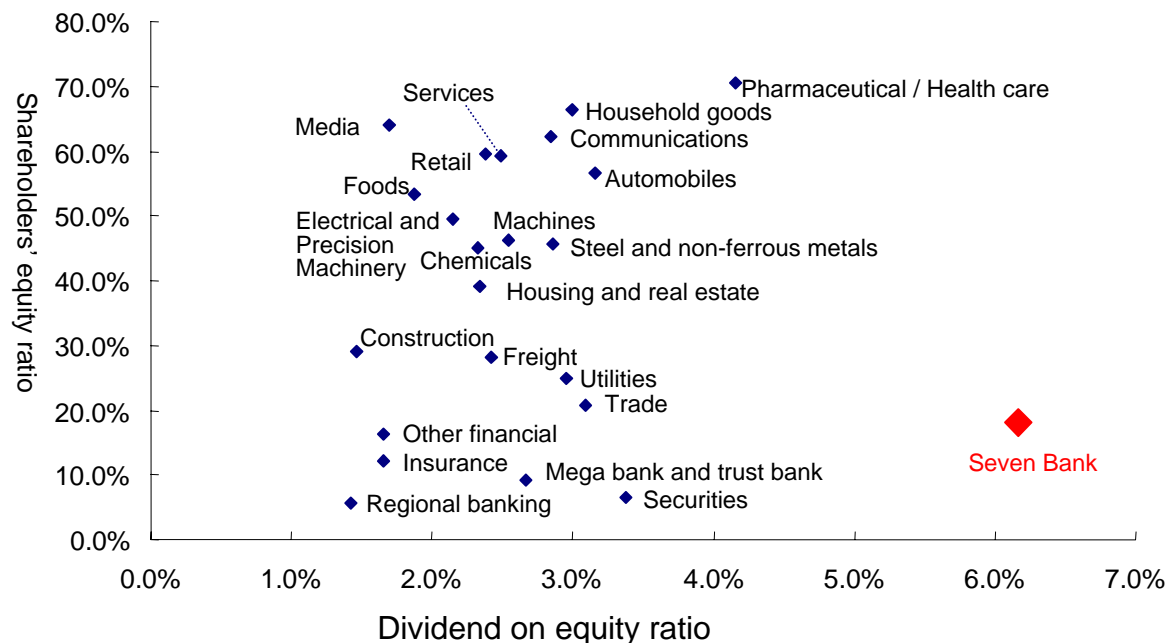 80.0%
70.0%
60.0%
50.0%
40.0%
30.0%
20.0%
10.0%
0.0%
Shareholders’ equity ratio
Services
Pharmaceutical / Health care
Household goods
Media
Communications
Retail
Automobiles
Foods
Electrical and
Precision
Machinery
Machines
Steel and non-ferrous metals
Chemicals
Housing and real estate
Construction
Freight
Utilities
Trade
Other financial
Insurance
Seven Bank
Mega bank and trust bank
Regional banking
Securities
0.0% 1.0% 2.0% 3.0% 4.0% 5.0% 6.0% 7.0%
Dividend on equity ratio